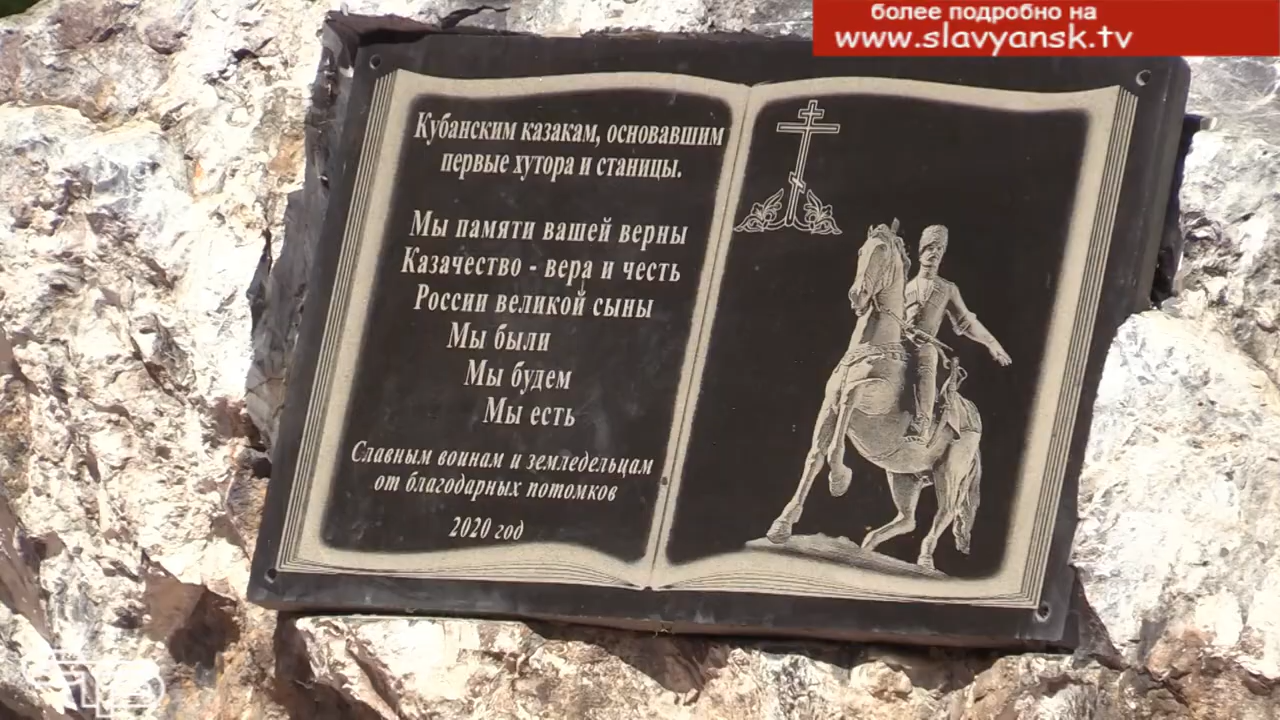 более подробно на
www.slavyansk.tv
Кубанским казакам, основавшим
первые хутора и станицы.
Мы памяти вашей верны
Казачество - вера и честь
России великой сыны
Мы были
Мы будем
Мы есть
Славным воинам и земледельцам
от благодарных потомков
2020 год